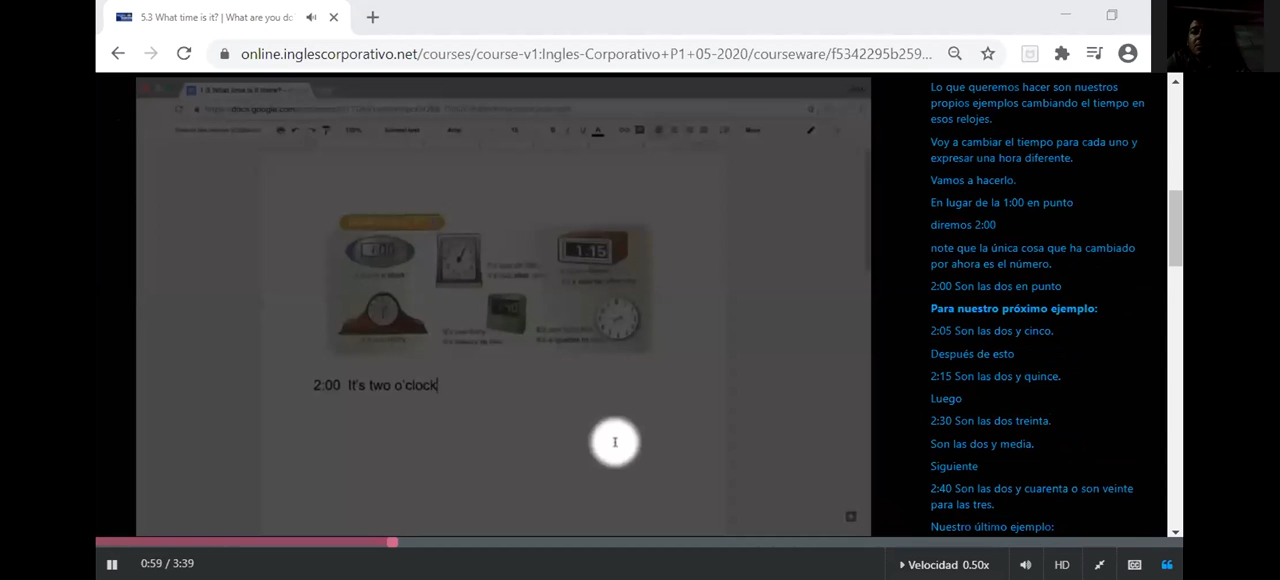 5.3 What time is it? | What are you do
online.inglescorporativo.net/courses/course-v1:Ingles-Corporativo+P1+05-2020/courseware/f5342295b259...
1:15
2:00 It's two o'clock
Lo que queremos hacer son nuestros
propios ejemplos cambiando el tiempo en
esos relojes.
Voy a cambiar el tiempo para cada uno y
expresar una hora diferente.
Vamos a hacerlo.
En lugar de la 1:00 en punto
diremos 2:00
note que la única cosa que ha cambiado
por ahora es el número.
2:00 Son las dos en punto
Para nuestro próximo ejemplo:
2:05 Son las dos y cinco.
Después de esto
2:15 Son las dos y quince.
Luego
2:30 Son las dos treinta.
Son las dos y media.
Siguiente
2:40 Son las dos y cuarenta o son veinte
para las tres.
Nuestro último ejemplo:
0:59 / 3:39
Velocidad 0.50x
HD
CC